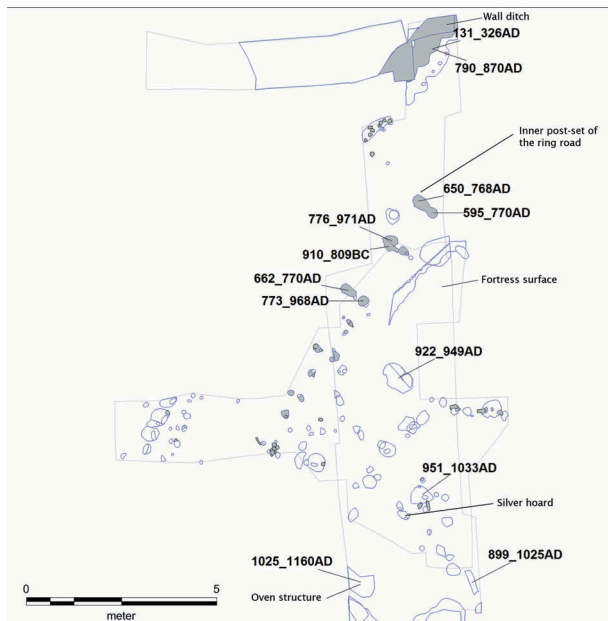 Wall ditch
131_326AD
790_870AD
Inner post-set of
the ring road
650_768AD
595_770AD
776_971AD
910_809BC
662_770AD
773_968AD
Fortress surface
922_949AD
951_1033AD
Silver hoard
1025_1160AD
899_1025AD
Oven structure
0 5
meter